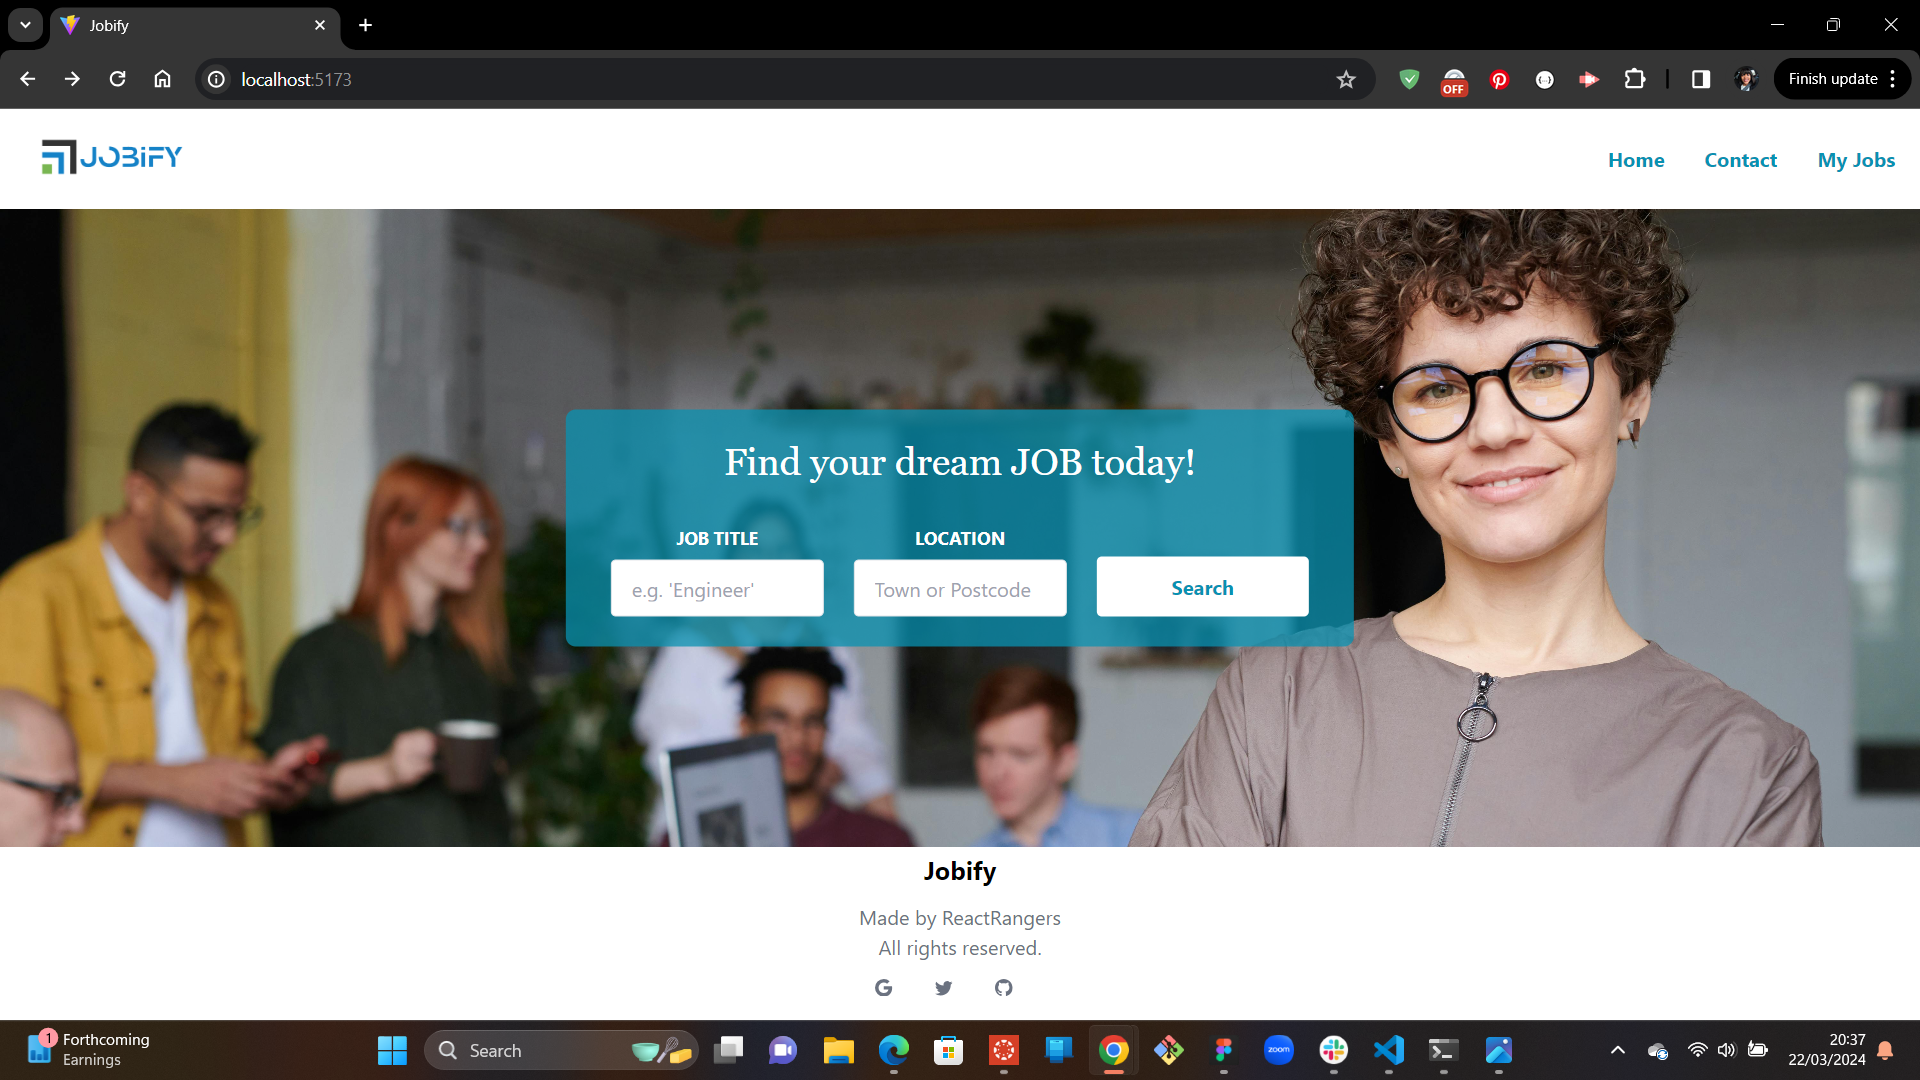 Jobify
localhost:5173
OFF
Finish update
JOBiFY
Home
Contact
My Jobs
Find your dream JOB today!
JOB TITLE
LOCATION
e.g. 'Engineer'
Town or Postcode
Search
Jobify
Made by ReactRangers
All rights reserved.
1
Forthcoming
Earnings
Search
zoom
20:37
22/03/2024